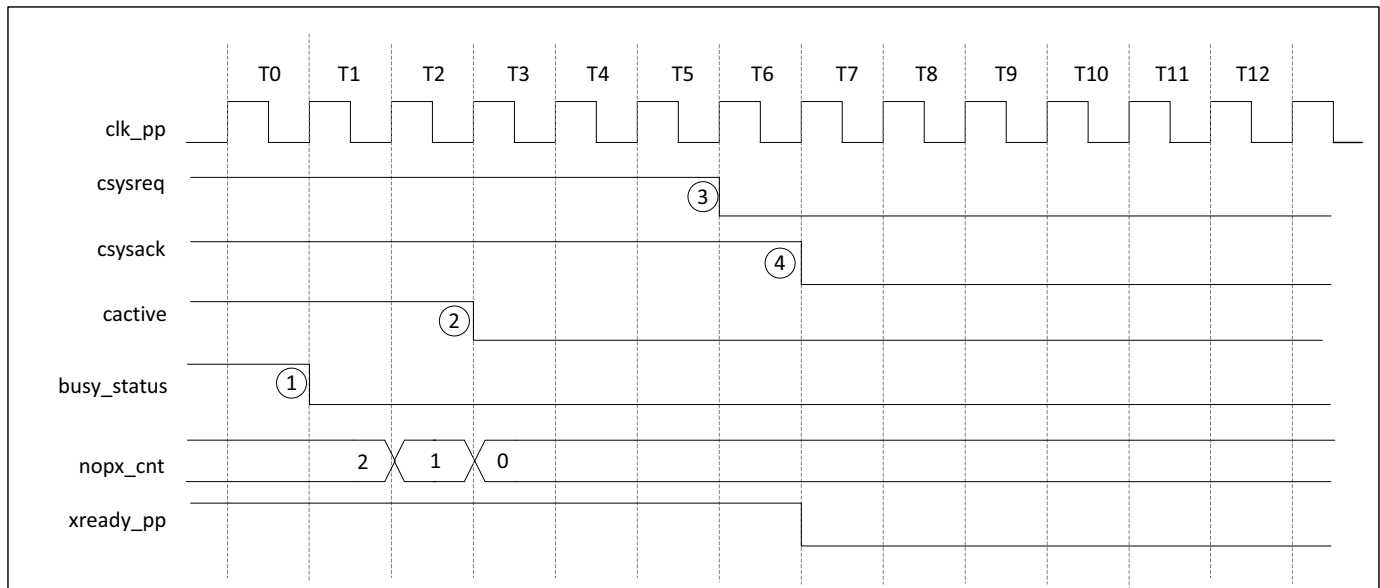 T0 T1 T2 T3 T4 T5 T6 T7 T8 T9 T10 T11 T12
clk_pp
csysreq
3
csysack
4
cactive
2
busy_status
1
nopx_cnt 2 1 0
xready_pp